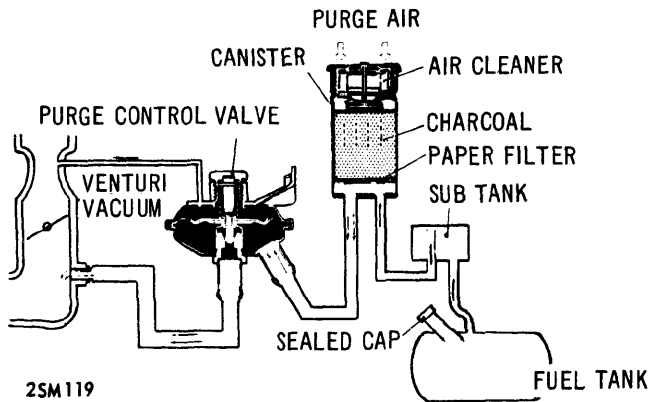 PURGE AIR
CANISTER
AIR CLEANER
PURGE CONTROL VALVE
CHARCOAL
PAPER FILTER
VENTURI
VACUUM
SUB TANK
SEALED CAP
FUEL TANK
2SM119